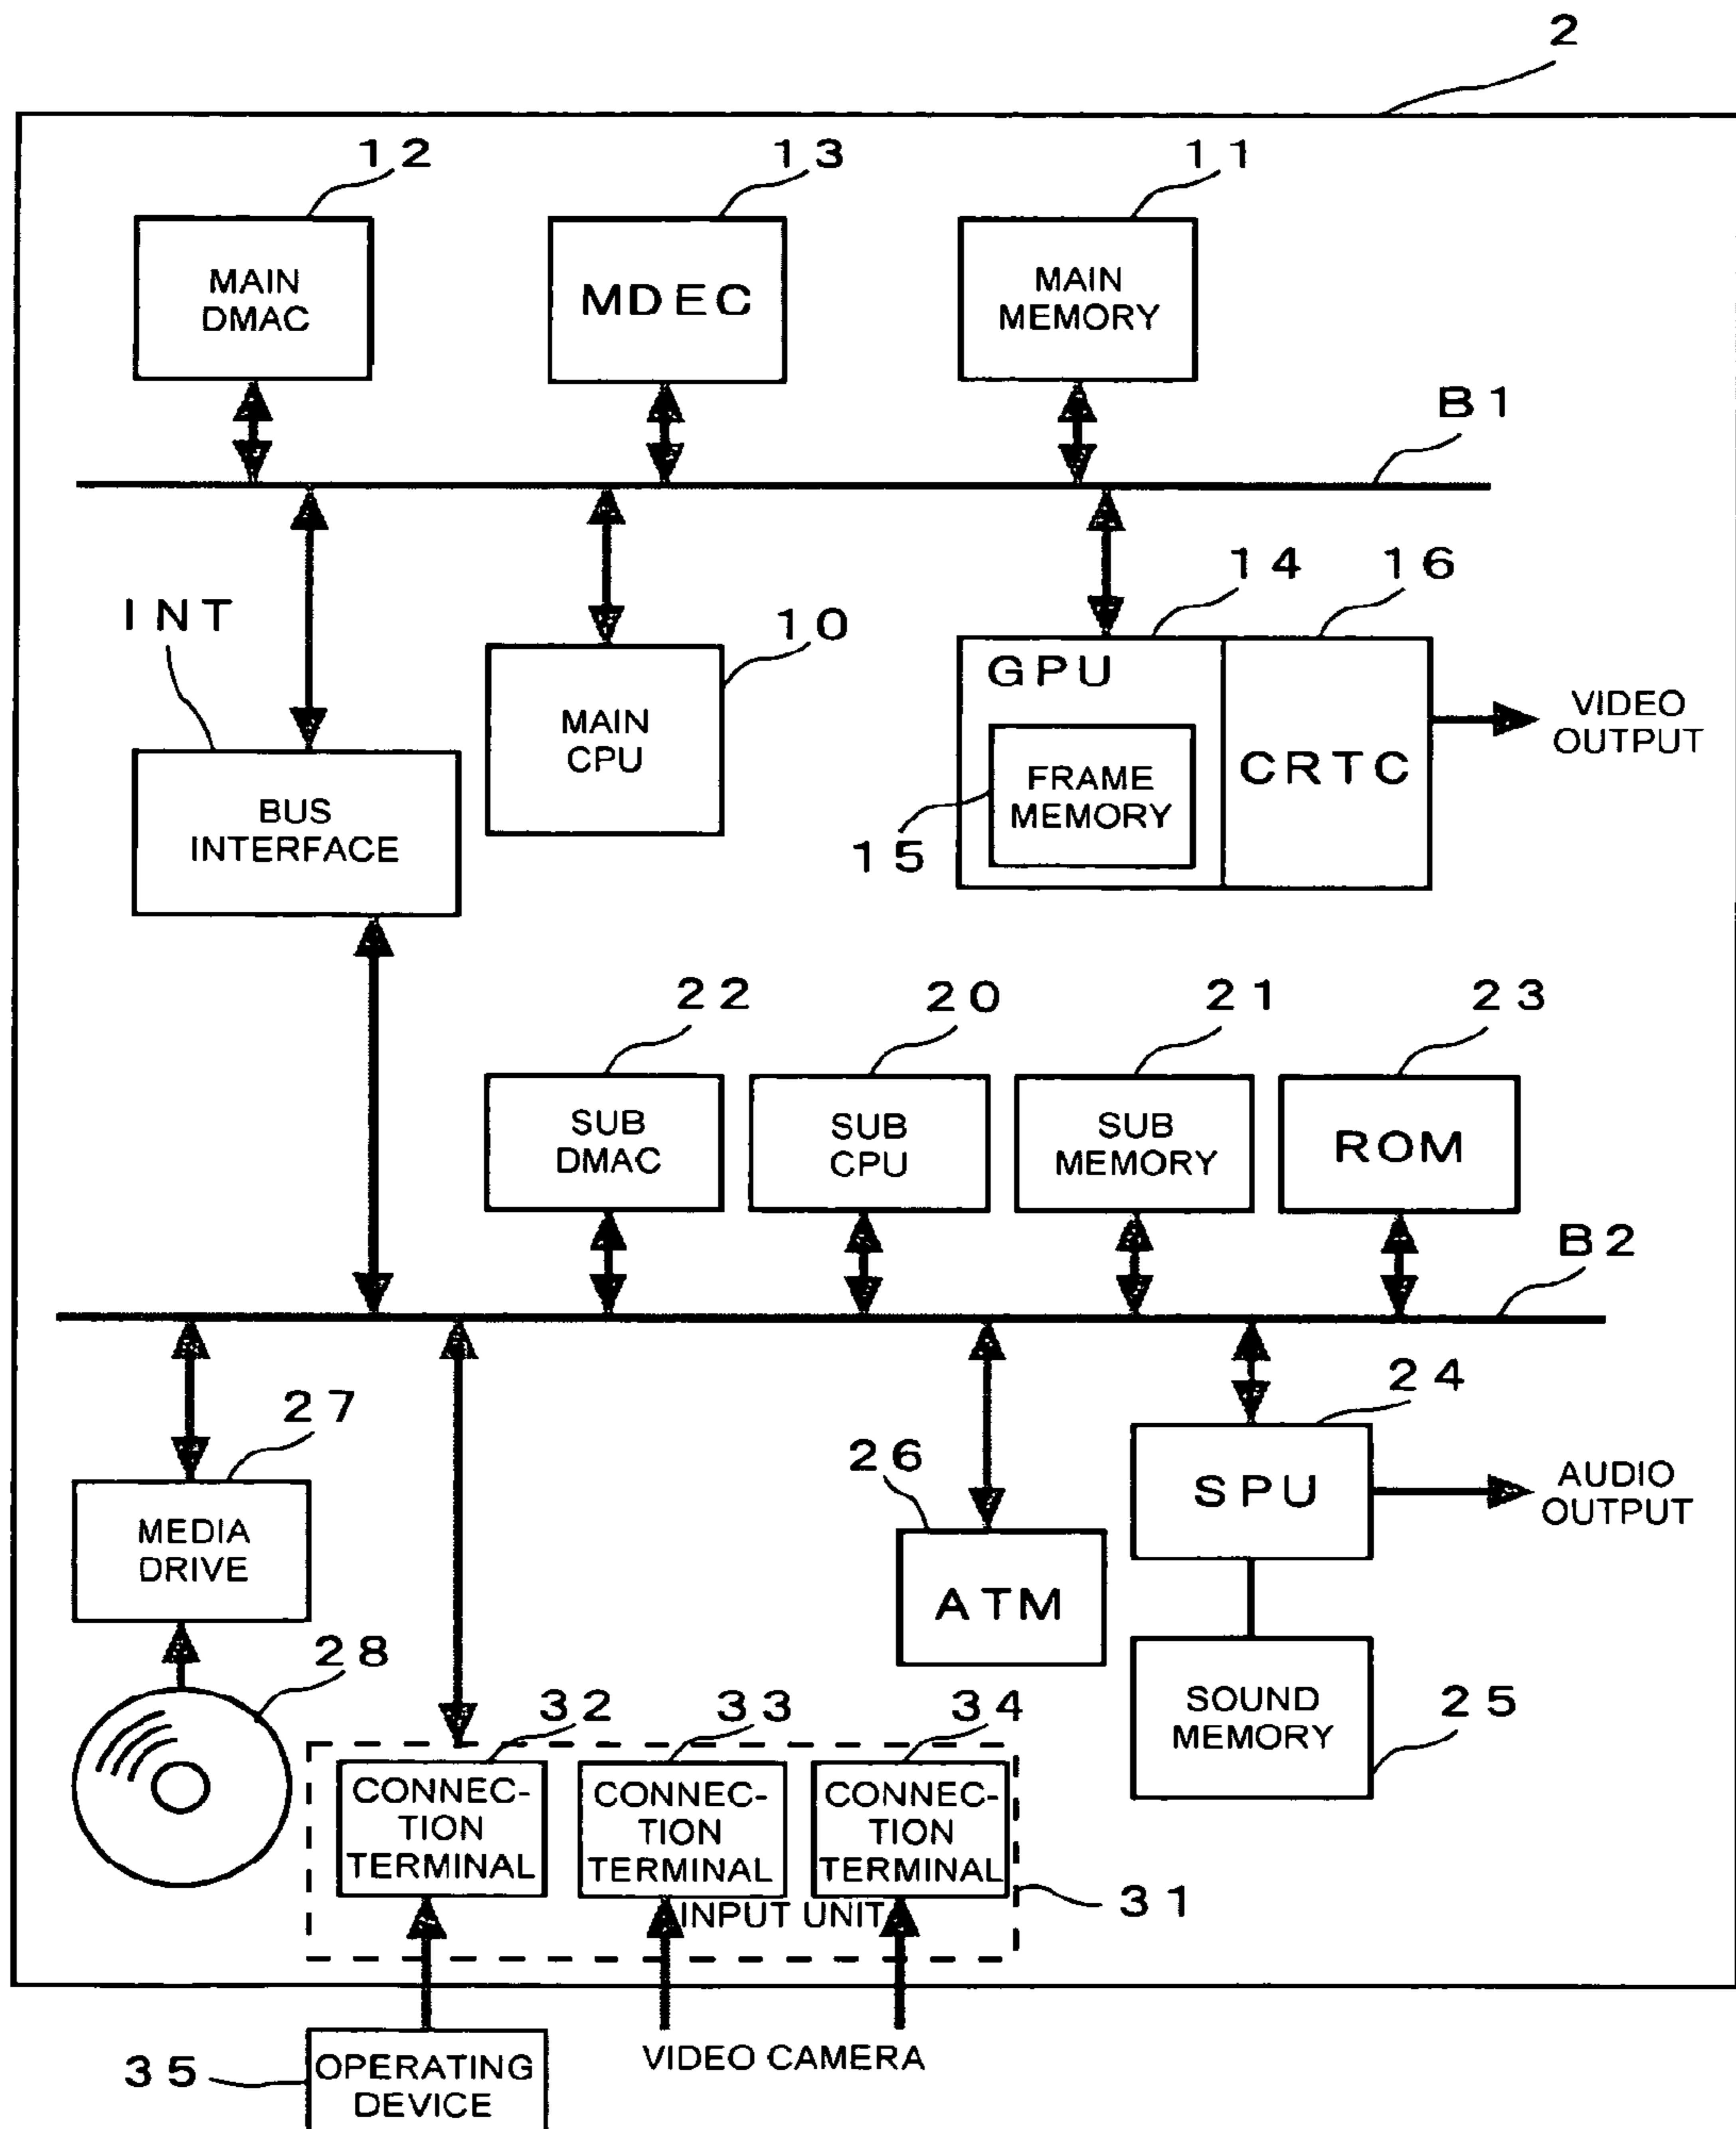 2
12
13
11
MAIN
DMAC
MDEC
MAIN
MEMORY
B1
INT
10
14
16
MAIN
CPU
GPU
FRAME
MEMORY
15
CRTC
VIDEO
OUTPUT
BUS
INTERFACE
22
20
21
23
SUB
DMAC
SUB
CPU
SUB
MEMORY
ROM
B2
27
26
24
MEDIA
DRIVE
ATM
SPU
AUDIO
OUTPUT
28
SOUND
MEMORY
25
32
33
34
CONNEC-
TION
TERMINAL
CONNEC-
TION
TERMINAL
CONNEC-
TION
TERMINAL
INPUT UNIT
31
35
OPERATING
DEVICE
VIDEO CAMERA